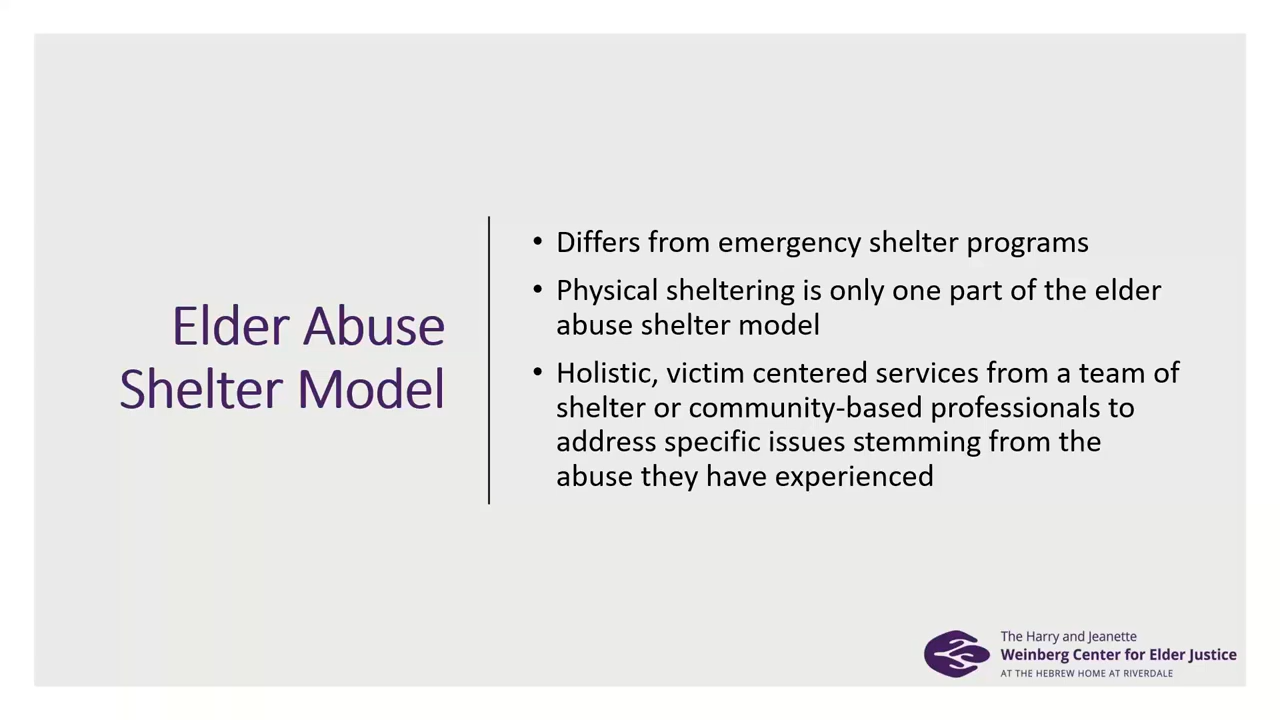 Elder Abuse
Shelter Model
• Differs from emergency shelter programs
• Physical sheltering is only one part of the elder
abuse shelter model
• Holistic, victim centered services from a team of
shelter or community-based professionals to
address specific issues stemming from the
abuse they have experienced
The Harry and Jeanette
Weinberg Center for Elder Justice
AT THE HEBREW HOME AT RIVERDALE